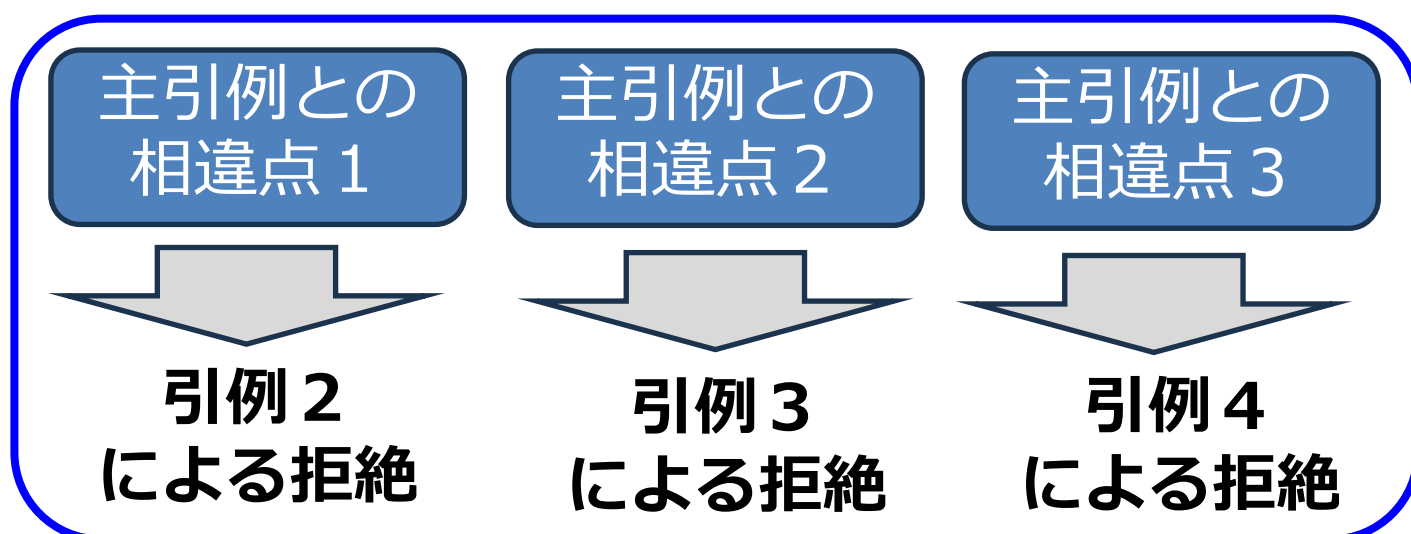 主引例との
相違点１
主引例との
相違点２
主引例との
相違点３
引例２
による拒絶
引例３
による拒絶
引例４
による拒絶